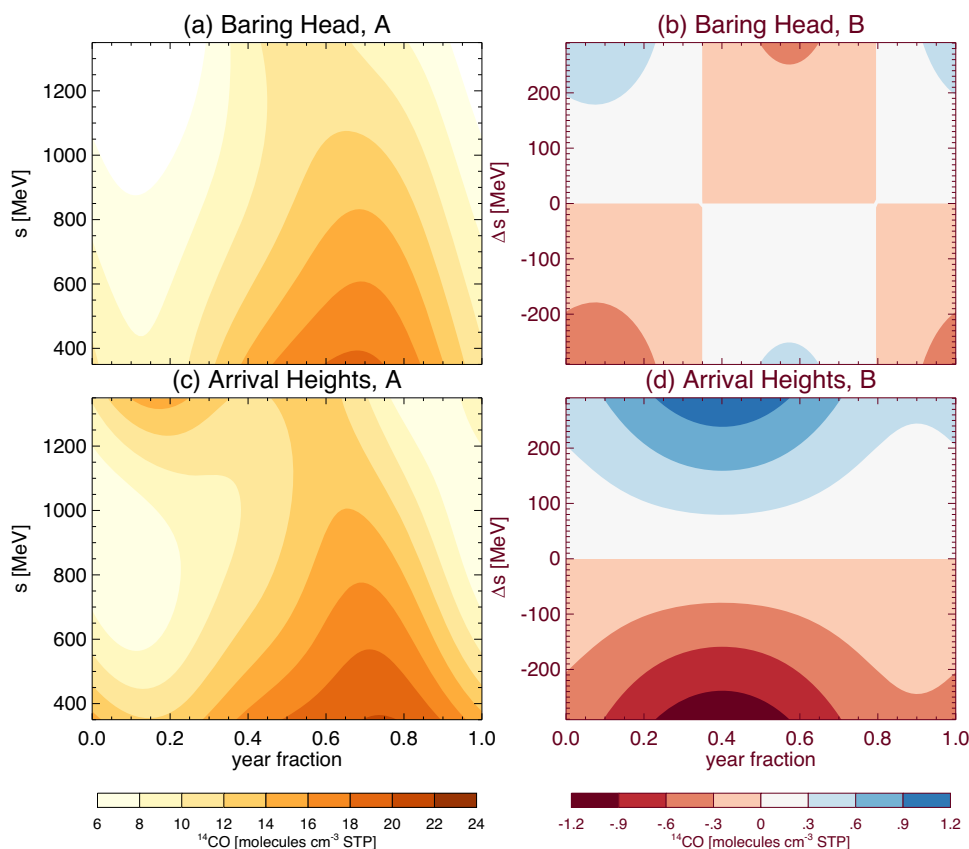 (a) Baring Head, A
(b) Baring Head, B
s [MeV]
1200
1000
800
600
400
Δs [MeV]
200
100
0
-100
-200
(c) Arrival Heights, A
(d) Arrival Heights, B
s [MeV]
1200
1000
800
600
400
Δs [MeV]
200
100
0
-100
-200
0.0 0.2 0.4 0.6 0.8 1.0
year fraction
0.0 0.2 0.4 0.6 0.8 1.0
year fraction
6 8 10 12 14 16 18 20 22 24
¹⁴CO [molecules cm⁻³ STP]
-1.2 -.9 -.6 -.3 0 .3 .6 .9 1.2
¹⁴CO [molecules cm⁻³ STP]